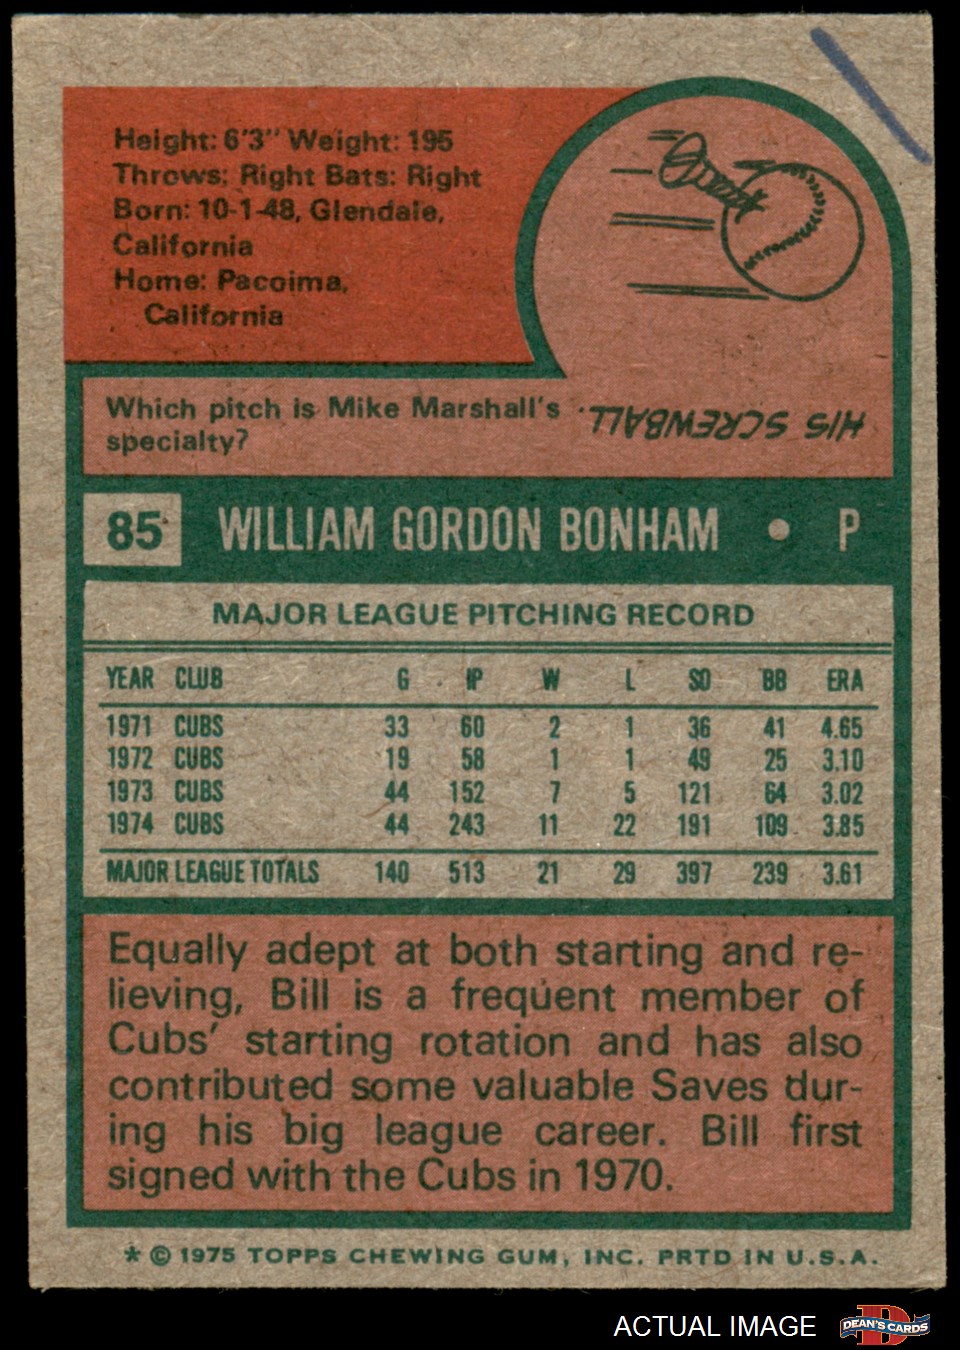 Height: 6'3" Weight: 195
Throws: Right Bats: Right
Born: 10-1-48, Glendale,
California
Home: Pacoima,
California
Which pitch is Mike Marshall's
specialty?
HIS SCREWBALL.
85 WILLIAM GORDON BONHAM • P
MAJOR LEAGUE PITCHING RECORD
YEAR CLUB G IP W L SO BB ERA
1971 CUBS 33 60 2 1 36 41 4.65
1972 CUBS 19 58 1 1 49 25 3.10
1973 CUBS 44 152 7 5 121 64 3.02
1974 CUBS 44 243 11 22 191 109 3.85
MAJOR LEAGUE TOTALS 140 513 21 29 397 239 3.61
Equally adept at both starting and re-
lieving, Bill is a frequent member of
Cubs' starting rotation and has also
contributed some valuable Saves dur-
ing his big league career. Bill first
signed with the Cubs in 1970.
* © 1975 TOPPS CHEWING GUM, INC. PRTD IN U.S.A.
ACTUAL IMAGE
DEAN'S CARDS